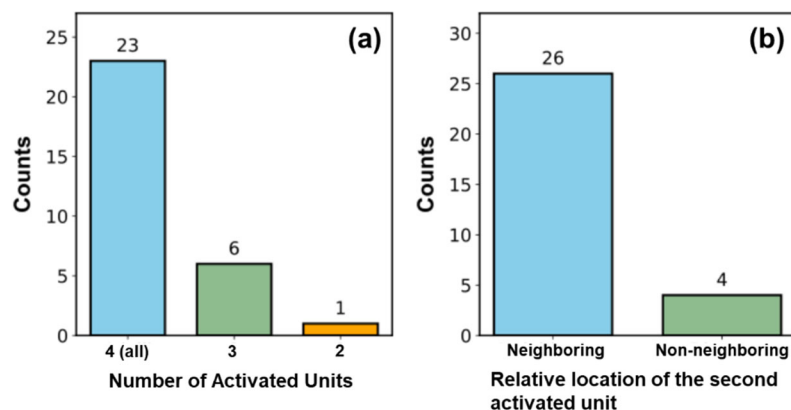 (a)
Counts
25
20
15
10
5
0
23
6
1
4 (all)
3
2
Number of Activated Units
(b)
Counts
30
25
20
15
10
5
0
26
4
Neighboring
Non-neighboring
Relative location of the second
activated unit